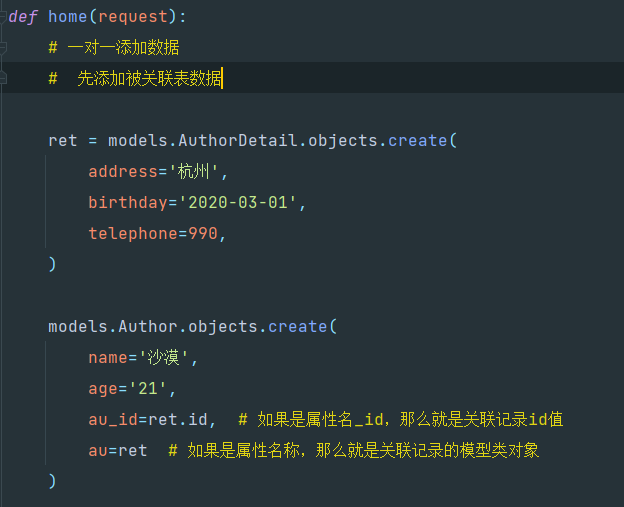 def home(request):
# 一对一添加数据
#  先添加被关联表数据
ret = models.AuthorDetail.objects.create(
address='杭州',
birthday='2020-03-01',
telephone=990,
)
models.Author.objects.create(
name='沙漠',
age='21',
au_id=ret.id,  # 如果是属性名_id，那么就是关联记录id值
au=ret  # 如果是属性名称，那么就是关联记录的模型类对象
)